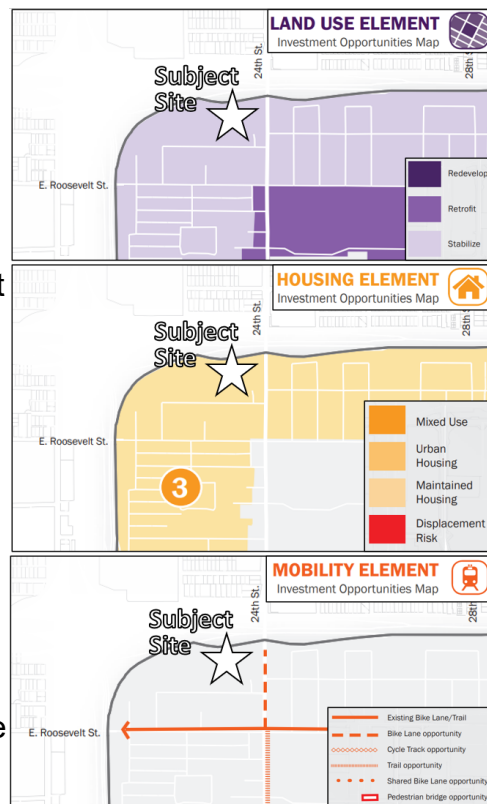 LAND USE ELEMENT
Investment Opportunities Map
24th St.
28th St.
Subject
Site
E. Roosevelt St.
Redevelop
Retrofit
Stabilize
t
HOUSING ELEMENT
Investment Opportunities Map
24th St.
28th
Subject
Site
E. Roosevelt St.
3
Mixed Use
Urban
Housing
Maintained
Housing
Displacement
Risk
MOBILITY ELEMENT
Investment Opportunities Map
24th St.
28th
Subject
Site
e
E. Roosevelt St.
Existing Bike Lane/Trail
Bike Lane opportunity
Cycle Track opportunity
Trail opportunity
Shared Bike Lane opportunity
Pedestrian bridge opportunity